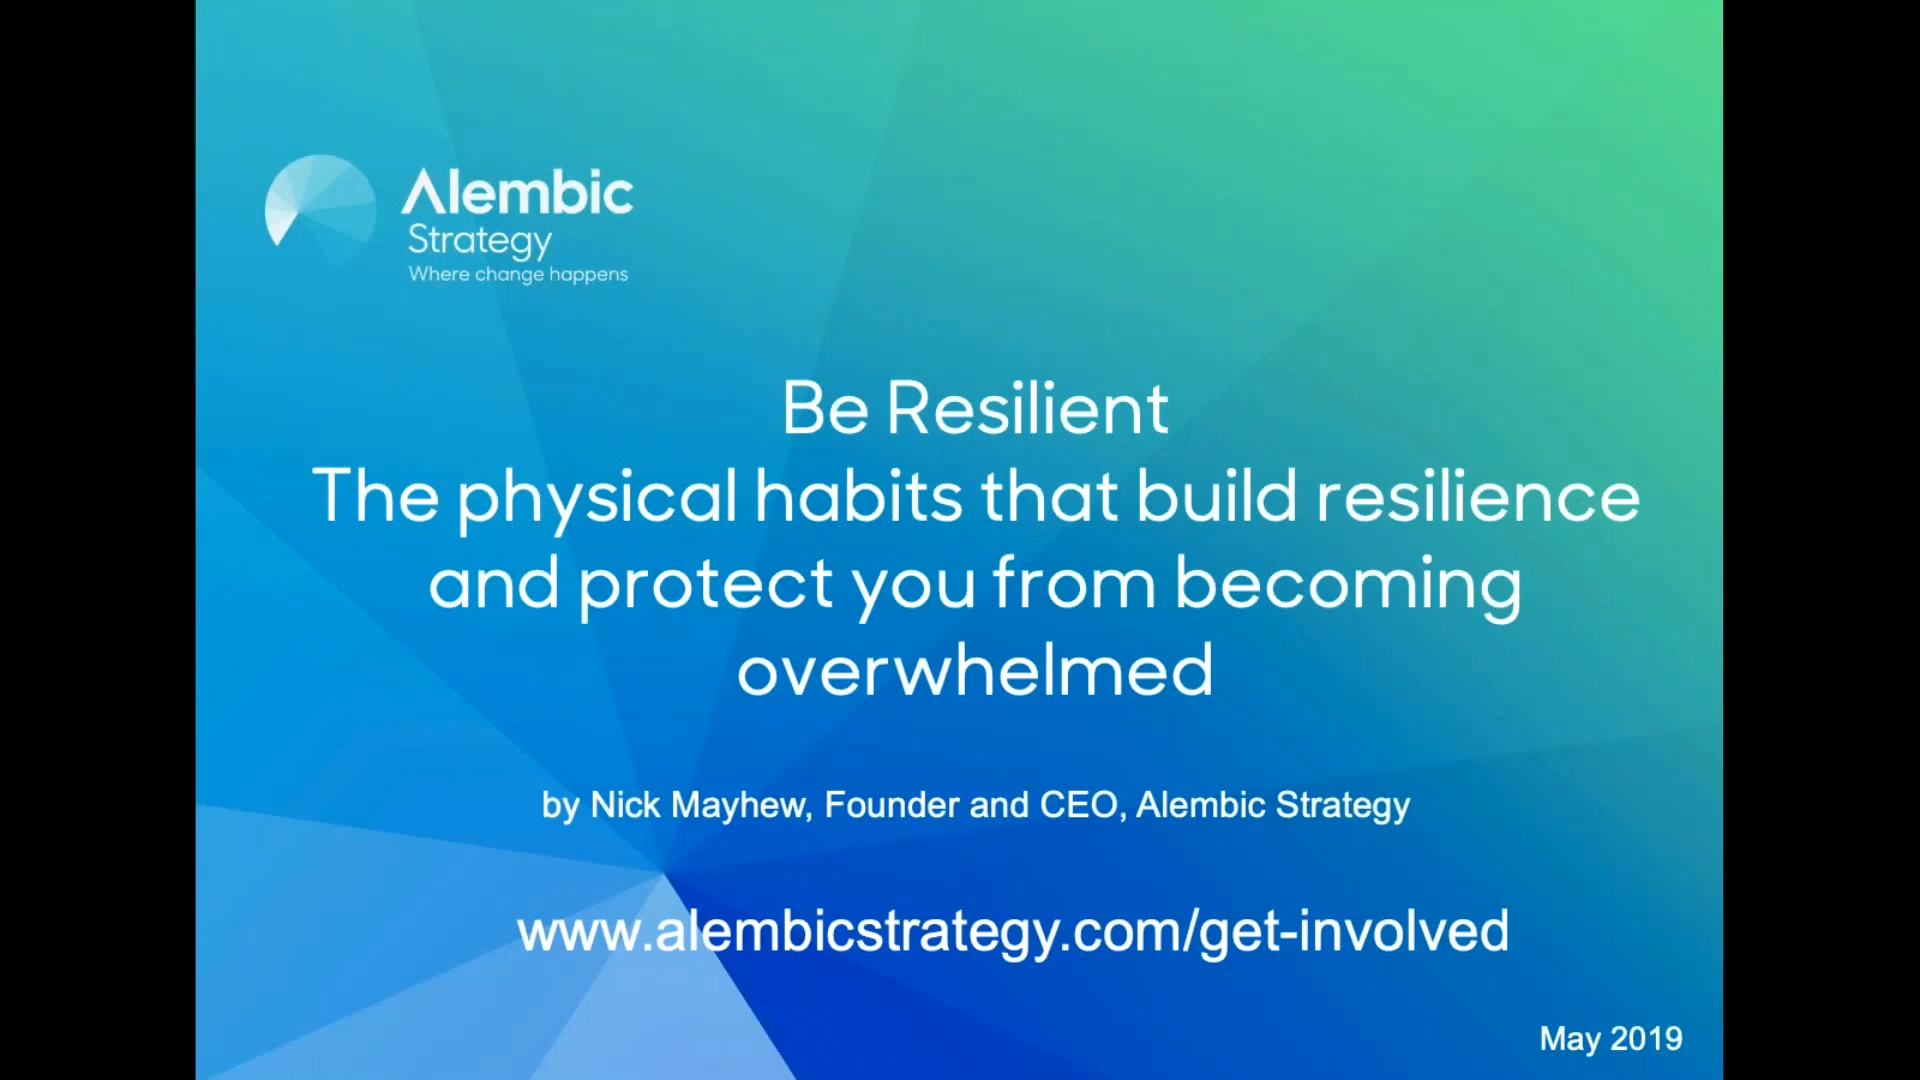 Alembic
Strategy
Where change happens
Be Resilient
The physical habits that build resilience
and protect you from becoming
overwhelmed
by Nick Mayhew, Founder and CEO, Alembic Strategy
www.alembicstrategy.com/get-involved
May 2019